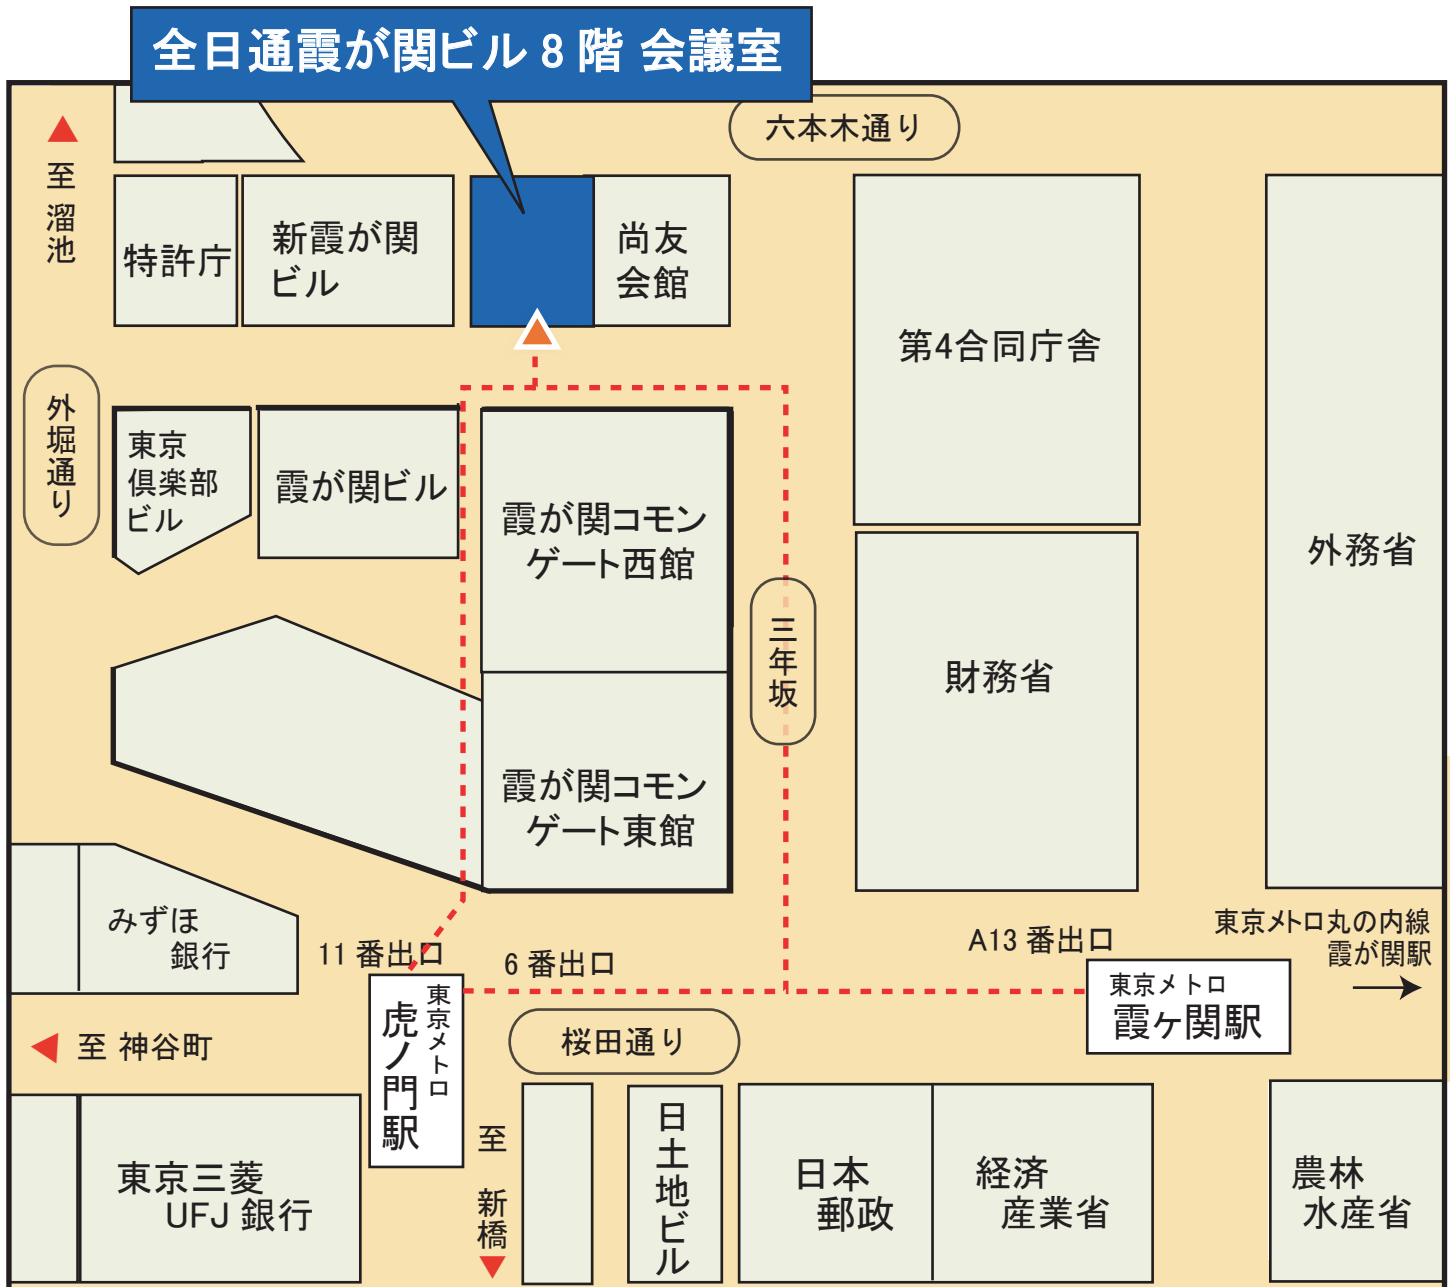 全日通霞が関ビル 8 階 会議室
六本木通り
至 溜池
特許庁
新霞が関
ビル
尚友
会館
第4合同庁舎
外堀通り
東京
倶楽部
ビル
霞が関ビル
霞が関コモン
ゲート西館
外務省
三年坂
財務省
霞が関コモン
ゲート東館
みずほ
銀行
11 番出口
6 番出口
A13 番出口
東京メトロ丸の内線
霞が関駅
東京メトロ
虎ノ門駅
東京メトロ
霞ヶ関駅
至 神谷町
桜田通り
至 新橋
東京三菱
UFJ 銀行
日土地ビル
日本
郵政
経済
産業省
農林
水産省